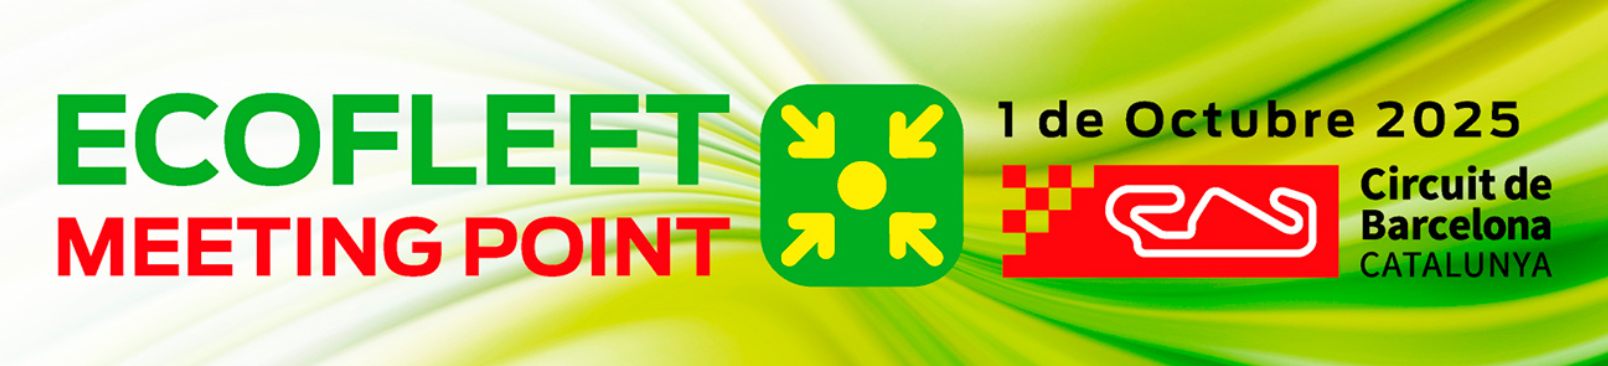 ECOFLEET
MEETING POINT
1 de Octubre 2025
Circuit de
Barcelona
CATALUNYA